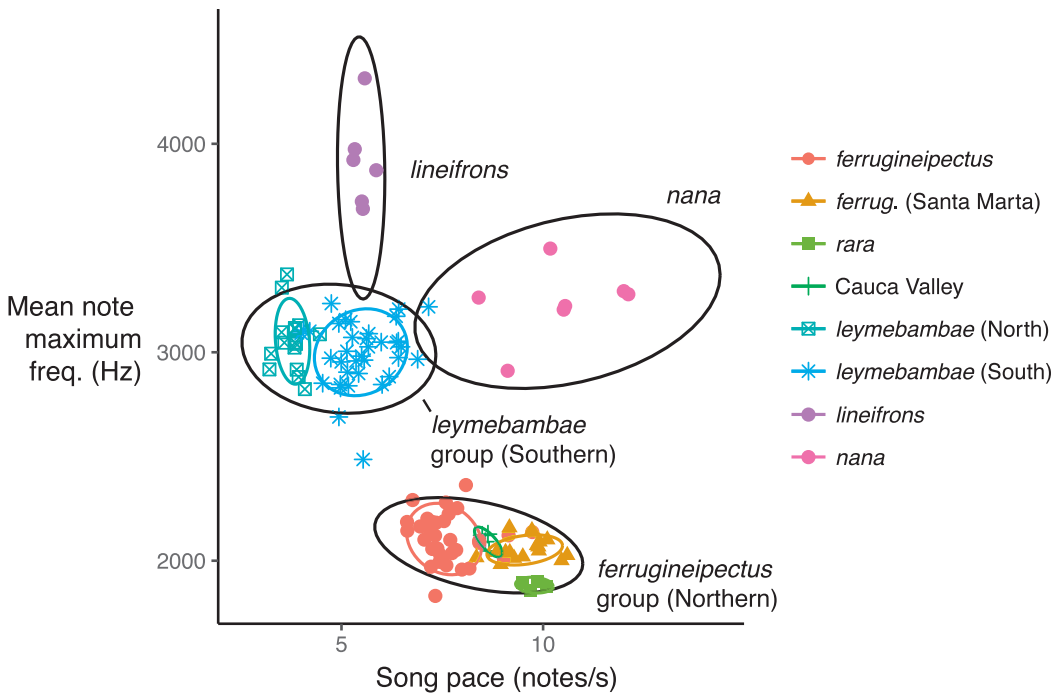 Mean note
maximum
freq. (Hz)
4000
3000
2000
5
10
Song pace (notes/s)
lineifrons
nana
leymebambae
group (Southern)
ferrugineipectus
group (Northern)
ferrugineipectus
ferrug. (Santa Marta)
rara
Cauca Valley
leymebambae (North)
leymebambae (South)
lineifrons
nana